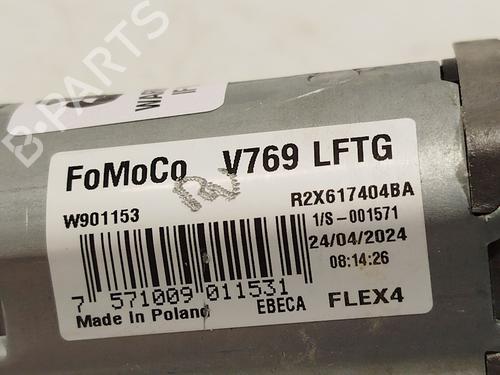 B-PARTS
WAR
FoMoCo V769 LFTG
W901153
R2X617404BA
1/S-001571
24/04/2024
08:14:26
7 571009 011531
EBECA
FLEX4
Made In Poland